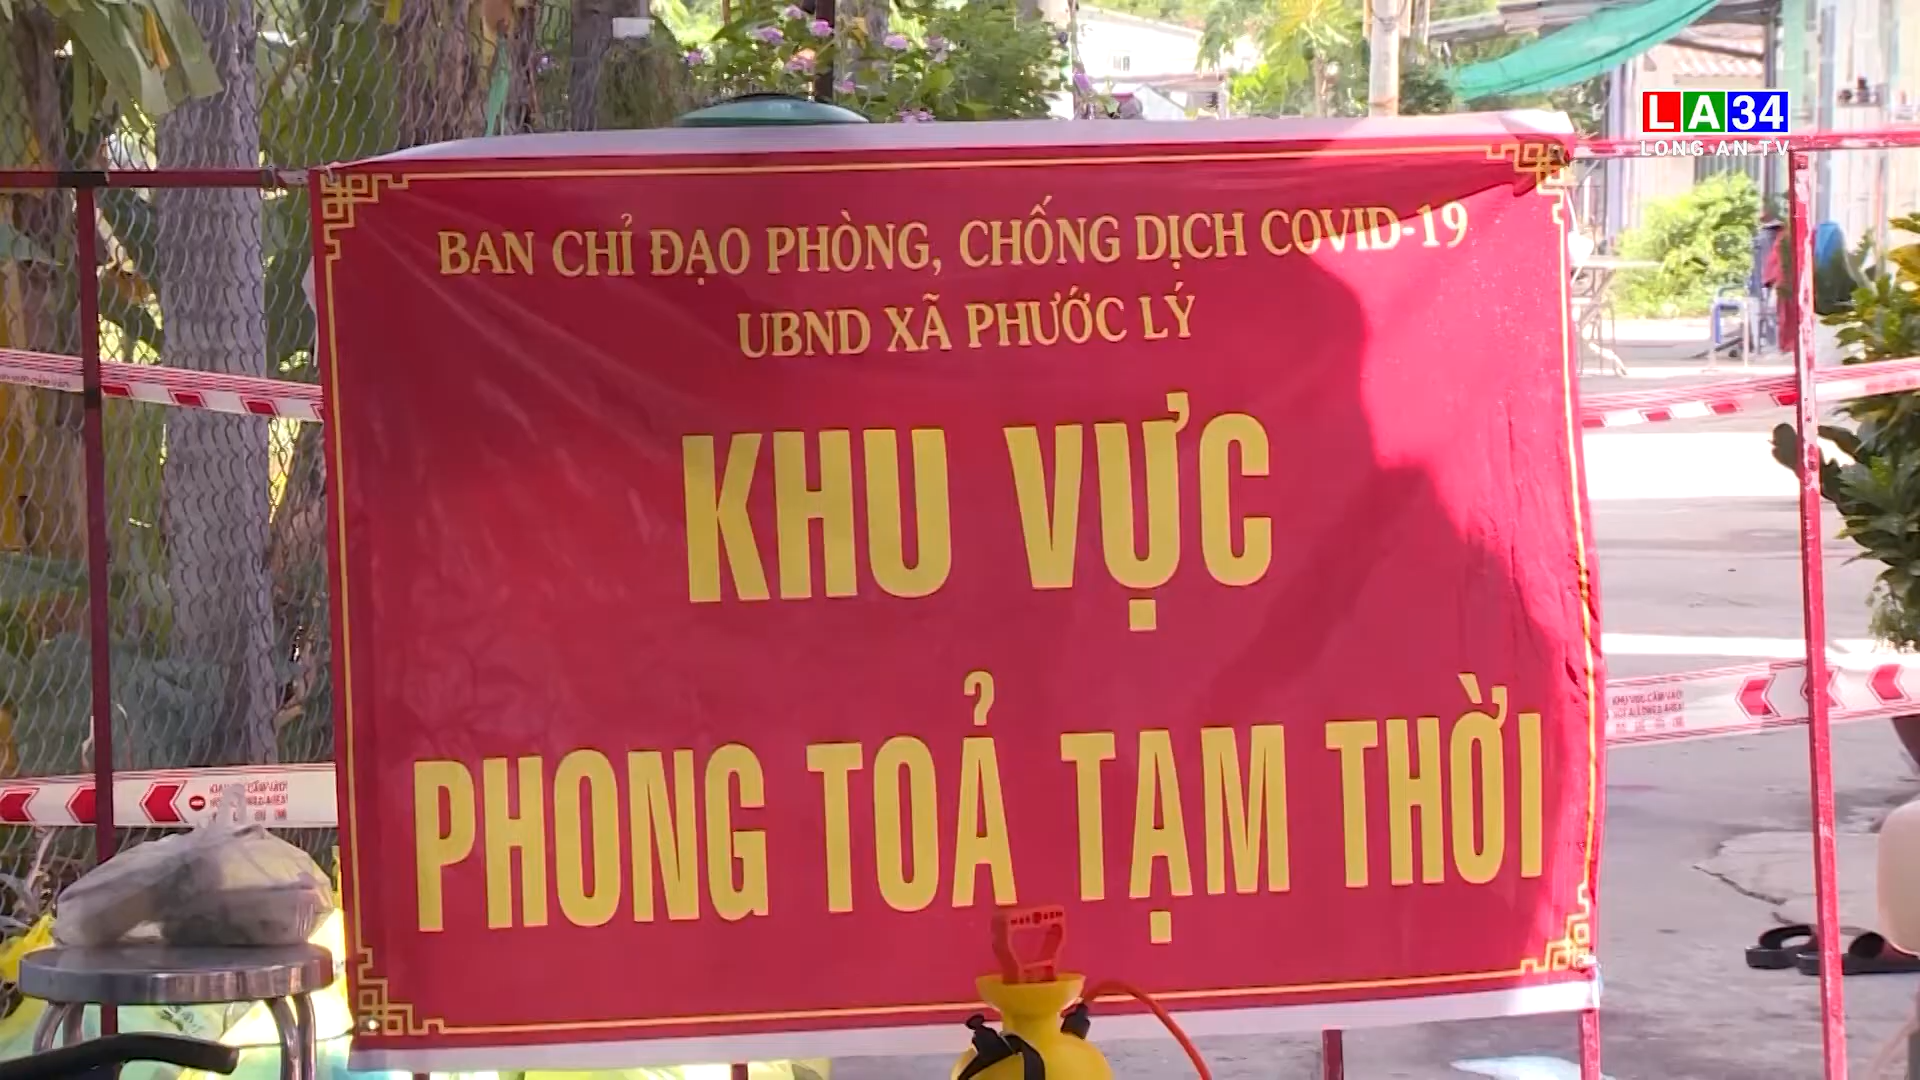 LA34
LONG AN TV
BAN CHỈ ĐẠO PHÒNG, CHỐNG DỊCH COVID-19
UBND XÃ PHƯỚC LÝ
KHU VỰC
PHONG TOẢ TẠM THỜI